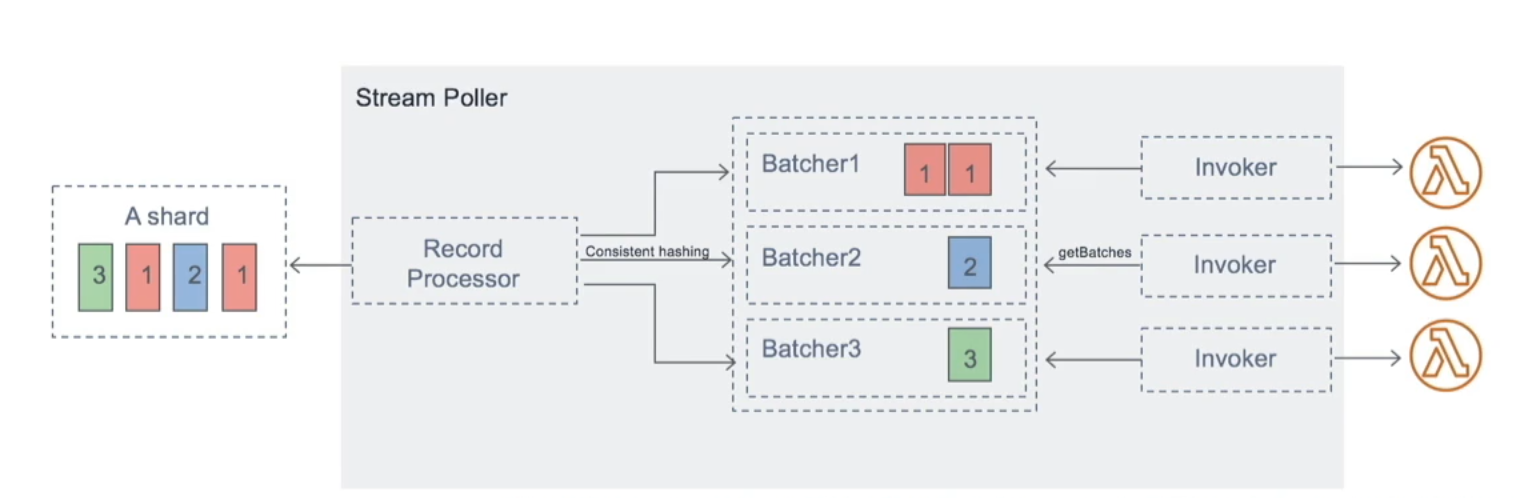 Stream Poller
A shard
3 1 2 1
Record
Processor
Consistent hashing
Batcher1
1 1
Batcher2
2
Batcher3
3
getBatches
Invoker
Invoker
Invoker